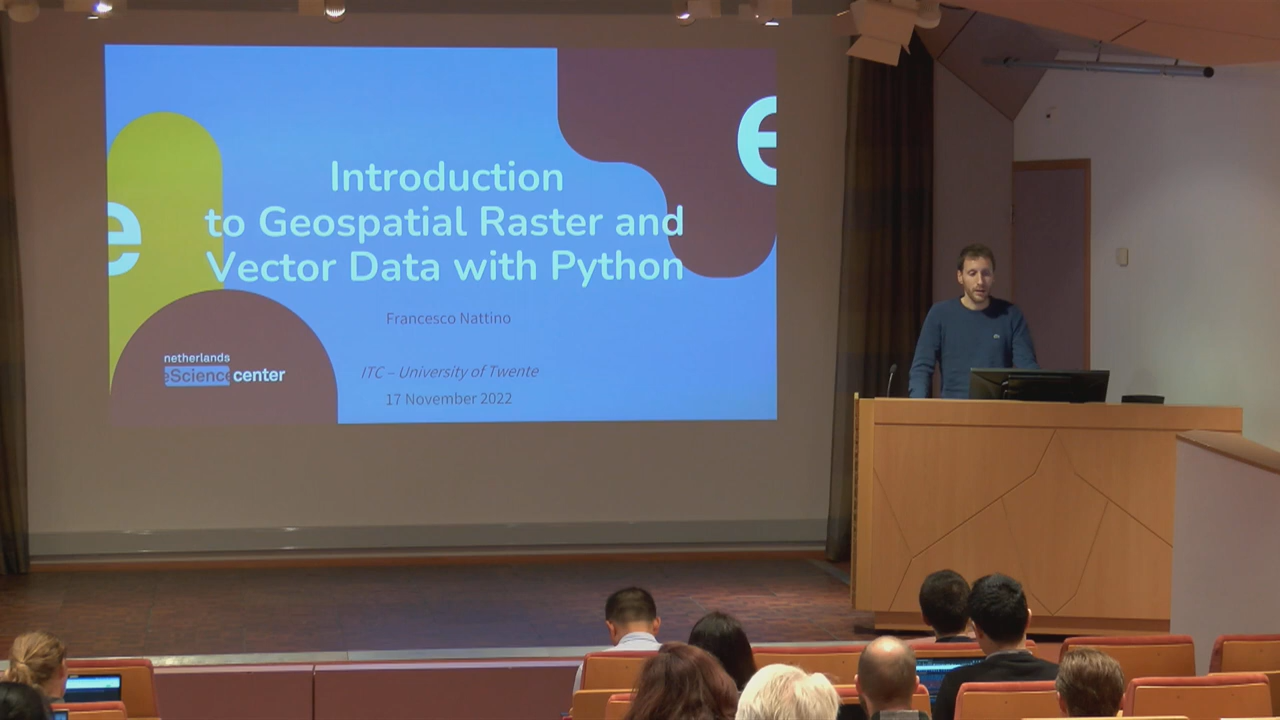 Introduction
to Geospatial Raster and
Vector Data with Python
Francesco Nattino
ITC – University of Twente
17 November 2022
netherlands
eScience center
e
e